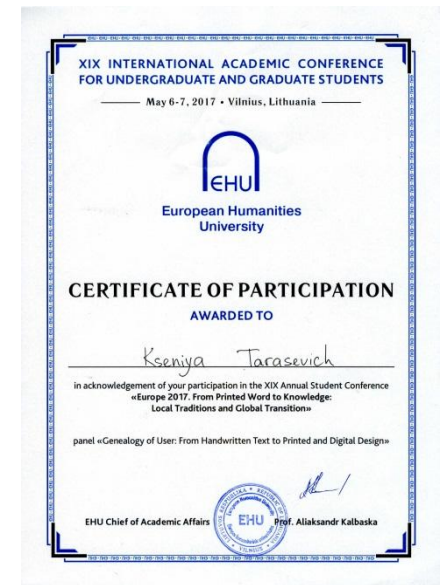 XIX INTERNATIONAL ACADEMIC CONFERENCE
FOR UNDERGRADUATE AND GRADUATE STUDENTS
May 6-7, 2017 • Vilnius, Lithuania
EHU
European Humanities
University
CERTIFICATE OF PARTICIPATION
AWARDED TO
Kseniya Tarasevich
in acknowledgement of your participation in the XIX Annual Student Conference
«Europe 2017. From Printed Word to Knowledge:
Local Traditions and Global Transition»
panel «Genealogy of User: From Handwritten Text to Printed and Digital Design»
EHU Chief of Academic Affairs
EHU
Prof. Aliaksandr Kalbaska